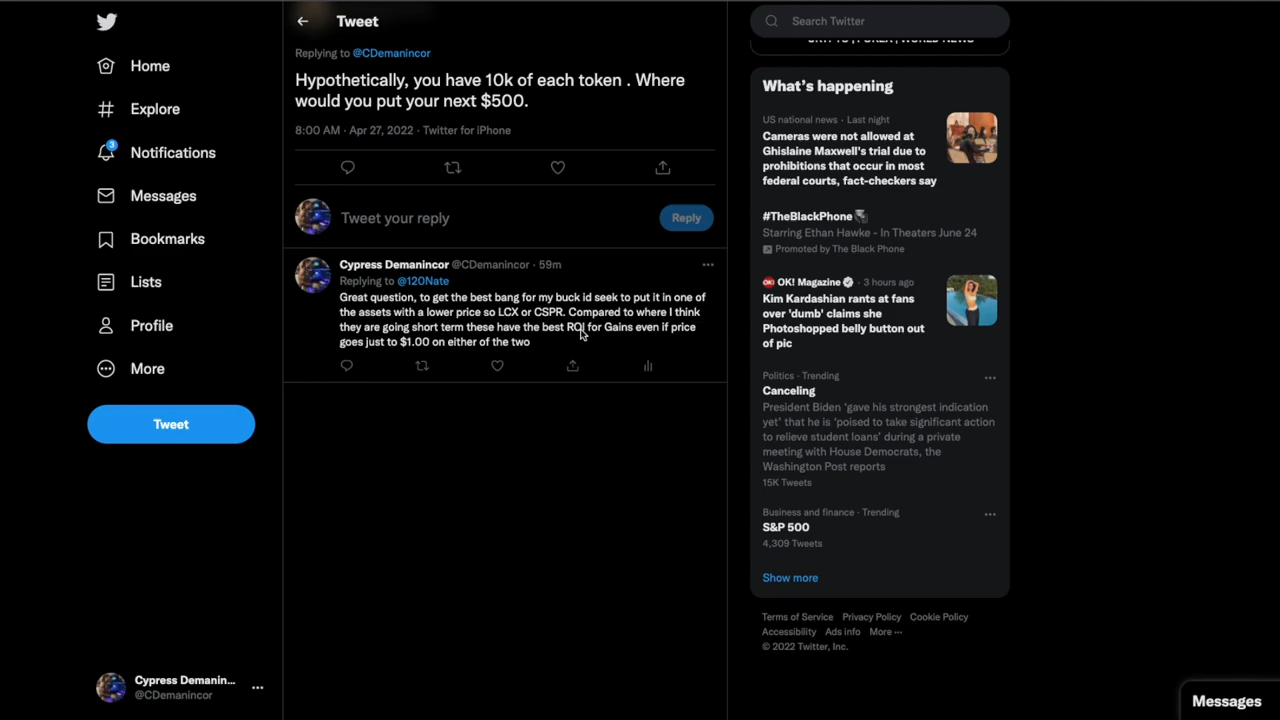 Home
Explore
3
Notifications
Messages
Bookmarks
Lists
Profile
More
Tweet
Cypress Demanin...
@CDemanincor
Tweet
Replying to @CDemanincor
Hypothetically, you have 10k of each token . Where
would you put your next $500.
8:00 AM · Apr 27, 2022 · Twitter for iPhone
Tweet your reply
Reply
Cypress Demanincor @CDemanincor · 59m
Replying to @120Nate
Great question, to get the best bang for my buck id seek to put it in one of
the assets with a lower price so LCX or CSPR. Compared to where I think
they are going short term these have the best ROI for Gains even if price
goes just to $1.00 on either of the two
Search Twitter
What's happening
US national news · Last night
Cameras were not allowed at
Ghislaine Maxwell's trial due to
prohibitions that occur in most
federal courts, fact-checkers say
#TheBlackPhone
Starring Ethan Hawke - In Theaters June 24
Promoted by The Black Phone
OK! Magazine · 3 hours ago
Kim Kardashian rants at fans
over 'dumb' claims she
Photoshopped belly button out
of pic
Politics · Trending
Canceling
President Biden 'gave his strongest indication
yet' that he is 'poised to take significant action
to relieve student loans' during a private
meeting with House Democrats, the
Washington Post reports
15K Tweets
Business and finance · Trending
S&P 500
4,309 Tweets
Show more
Terms of Service Privacy Policy Cookie Policy
Accessibility Ads info More ···
© 2022 Twitter, Inc.
Messages